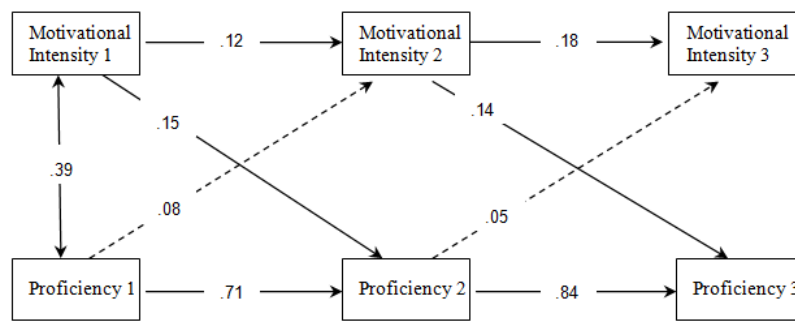 Motivational
Intensity 1
.12
Motivational
Intensity 2
.18
Motivational
Intensity 3
.15
.14
.39
.08
.05
Proficiency 1
.71
Proficiency 2
.84
Proficiency 3